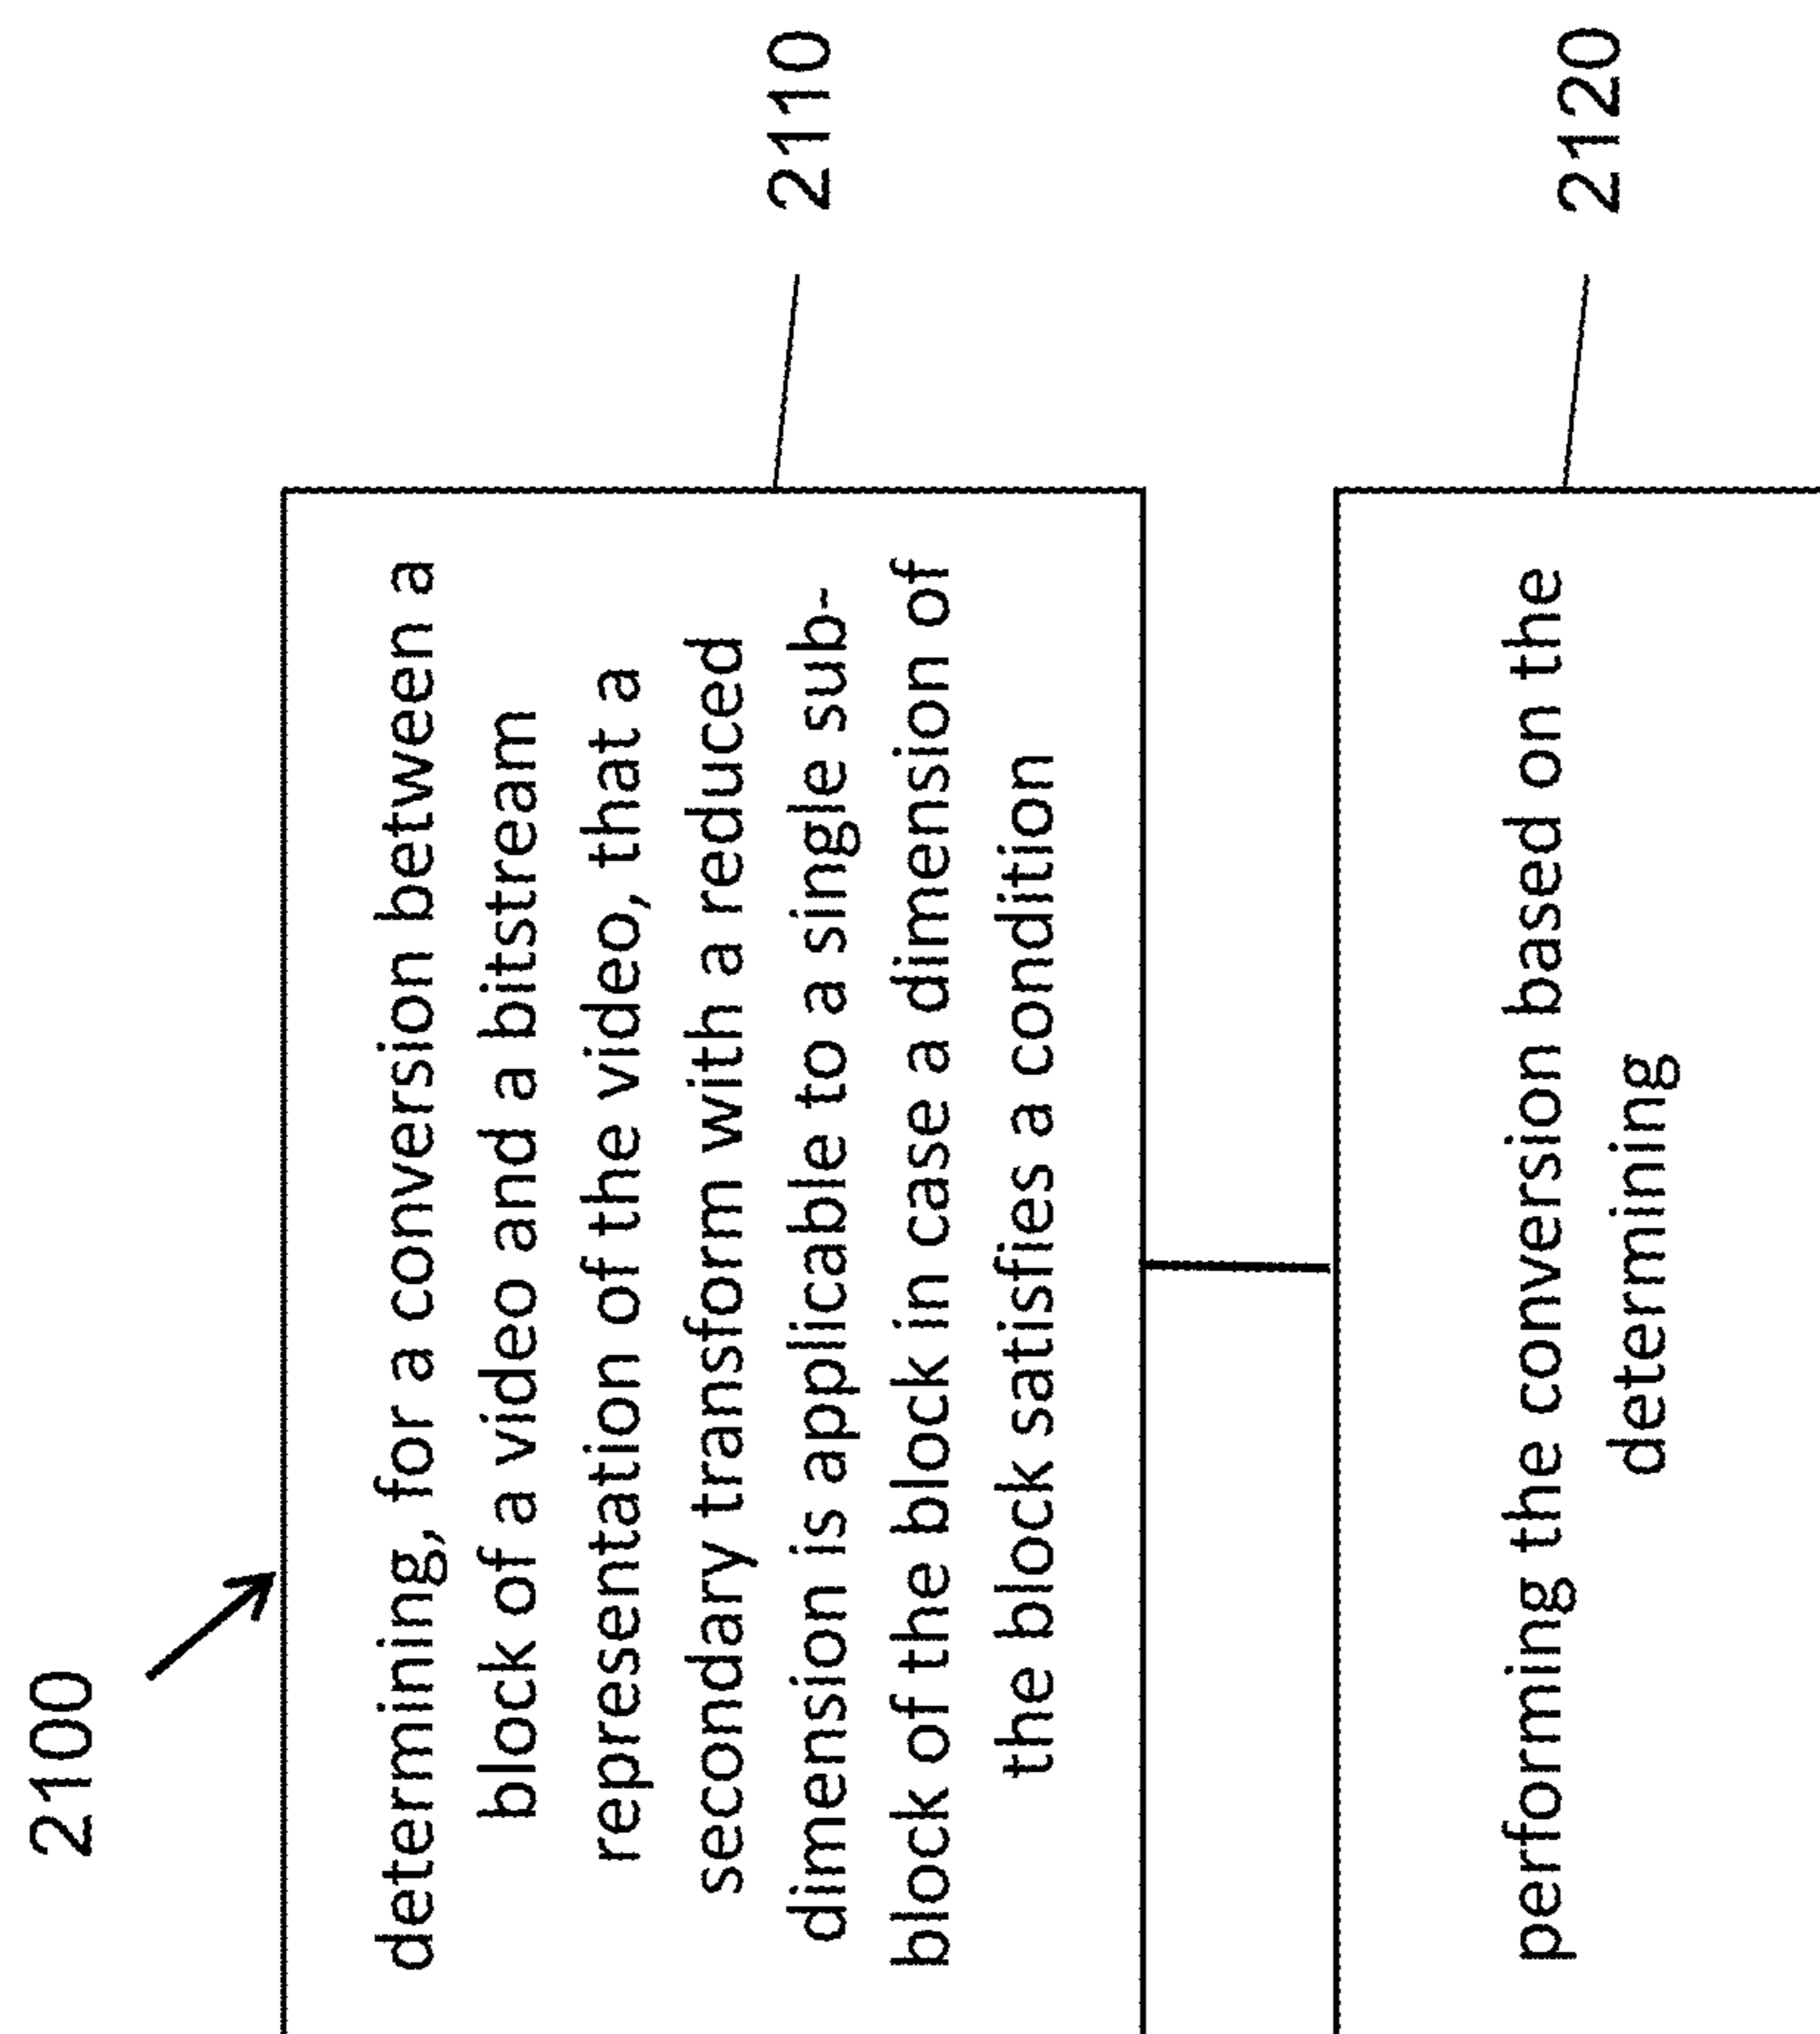 2100
determining, for a conversion between a
block of a video and a bitstream
representation of the video, that a
secondary transform with a reduced
dimension is applicable to a single sub-
block of the block in case a dimension of
the block satisfies a condition
2110
performing the conversion based on the
determining
2120